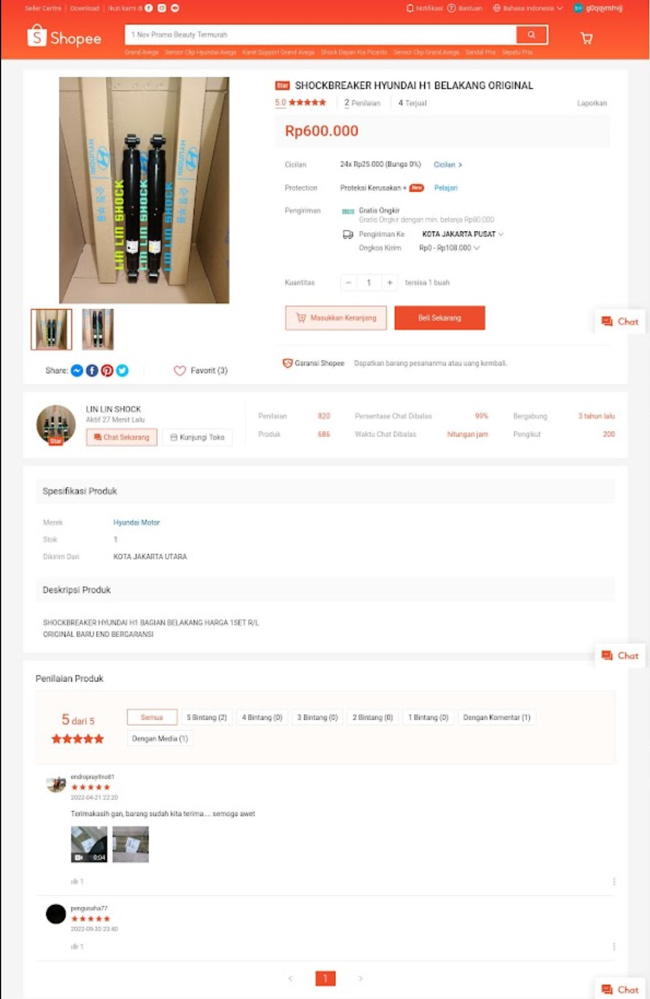 Seller Centre | Download | Ikuti kami di
Notifikasi Bantuan Bahasa Indonesia g0qqymhvjj
Shopee
1 Nov Promo Beauty Termurah
Grand Avega Sensor Ckp Hyundai Avega Karet Support Grand Avega Shock Depan Kia Picanto Sensor Ckp Grand Avega Sandal Pria Sepatu Pria
HYUNDAI 순정부품
LIN LIN SHOCK
LIN LIN SHOCK
LIN LIN SHOCK
HYUNDAI 순정부품
Star SHOCKBREAKER HYUNDAI H1 BELAKANG ORIGINAL
5.0 2 Penilaian 4 Terjual Laporkan
Rp600.000
Cicilan 24x Rp25.000 (Bunga 0%) Cicilan >
Protection Proteksi Kerusakan + New Pelajari
Pengiriman Gratis Ongkir
Gratis Ongkir dengan min. belanja Rp80.000
Pengiriman Ke KOTA JAKARTA PUSAT
Ongkos Kirim Rp0 - Rp108.000
Kuantitas − 1 + tersisa 1 buah
Masukkan Keranjang Beli Sekarang
Chat
Share: Favorit (3)
Garansi Shopee Dapatkan barang pesananmu atau uang kembali.
LIN LIN SHOCK
Aktif 27 Menit Lalu
Star
Chat Sekarang Kunjungi Toko
Penilaian 820 Persentase Chat Dibalas 99% Bergabung 3 tahun lalu
Produk 686 Waktu Chat Dibalas hitungan jam Pengikut 200
Spesifikasi Produk
Merek Hyundai Motor
Stok 1
Dikirim Dari KOTA JAKARTA UTARA
Deskripsi Produk
SHOCKBREAKER HYUNDAI H1 BAGIAN BELAKANG HARGA 1SET R/L
ORIGINAL BARU END BERGARANSI
Chat
Penilaian Produk
5 dari 5
Semua 5 Bintang (2) 4 Bintang (0) 3 Bintang (0) 2 Bintang (0) 1 Bintang (0) Dengan Komentar (1)
Dengan Media (1)
endroprayitno81
2022-04-21 22:20
Terimakasih gan, barang sudah kita terima.... semoga awet
0:04
1
pengusaha77
2022-09-30 23:40
1
< 1 >
Chat